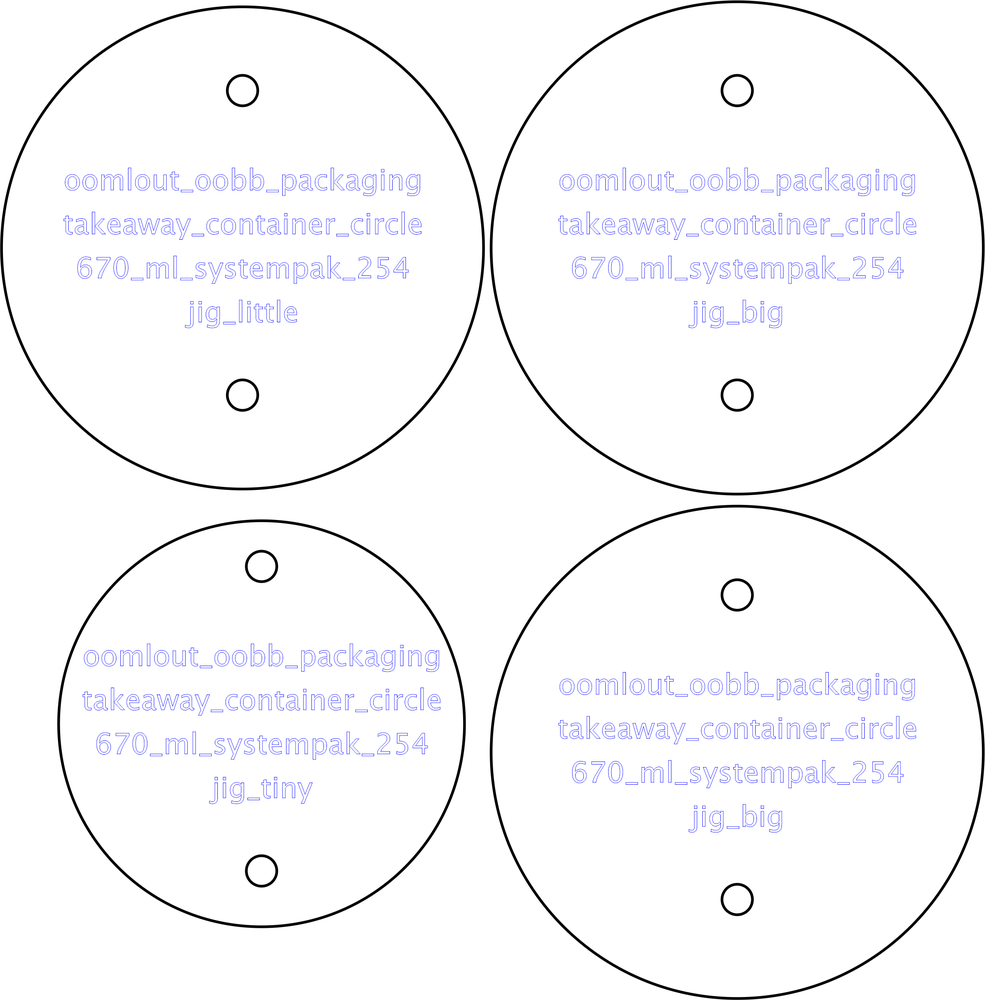 oomlout_oobb_packaging
takeaway_container_circle
670_ml_systempak_254
jig_little
oomlout_oobb_packaging
takeaway_container_circle
670_ml_systempak_254
jig_big
oomlout_oobb_packaging
takeaway_container_circle
670_ml_systempak_254
jig_tiny
oomlout_oobb_packaging
takeaway_container_circle
670_ml_systempak_254
jig_big